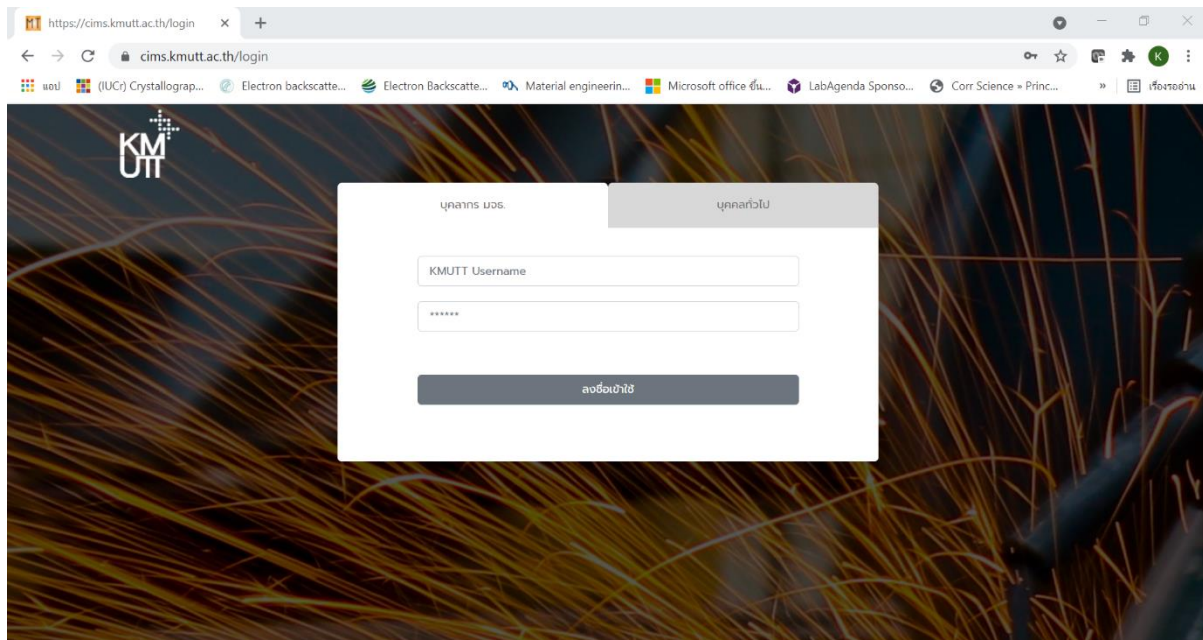 https://cims.kmutt.ac.th/login
cims.kmutt.ac.th/login
K
แอป (IUCr) Crystallograp... Electron backscatte... Electron Backscatte... Material engineerin... Microsoft office ขึ้น... LabAgenda Sponso... Corr Science » Princ... » เรื่องรออ่าน
KM
UTT
บุคลากร มจธ. บุคคลทั่วไป
KMUTT Username
******
ลงชื่อเข้าใช้